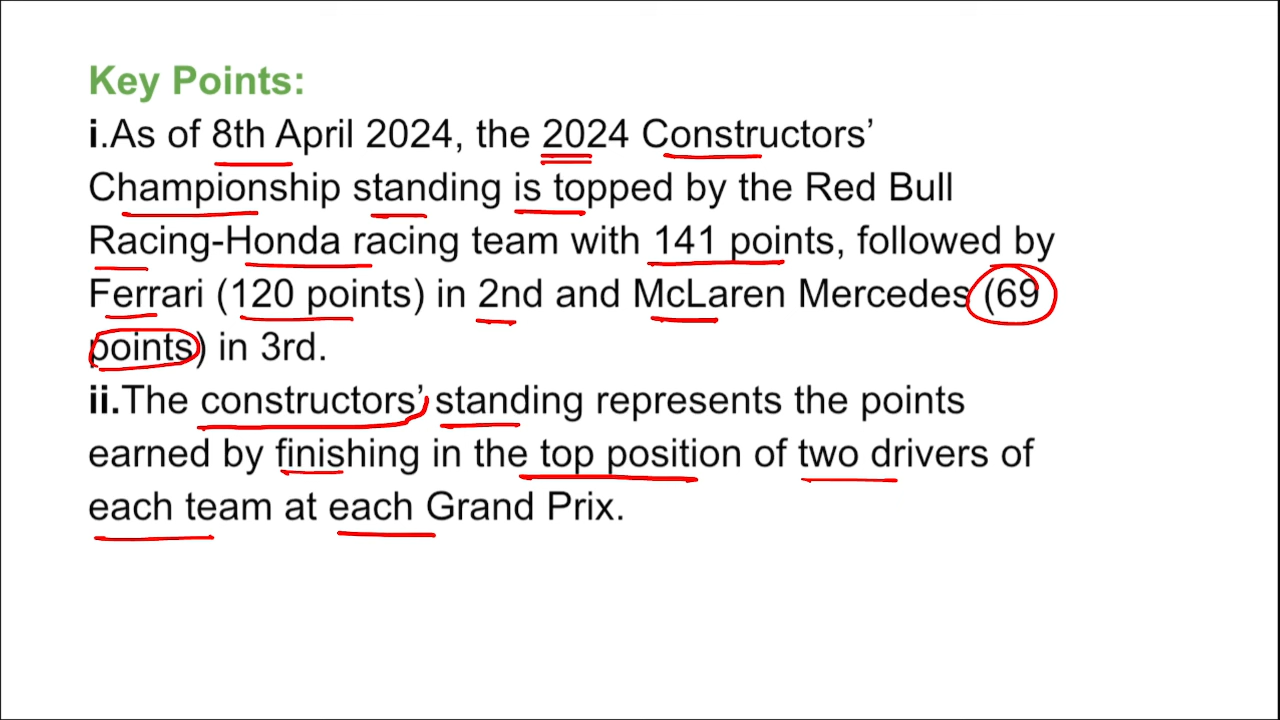 Key Points:
i.As of 8th April 2024, the 2024 Constructors’
Championship standing is topped by the Red Bull
Racing-Honda racing team with 141 points, followed by
Ferrari (120 points) in 2nd and McLaren Mercedes (69
points) in 3rd.
ii.The constructors’ standing represents the points
earned by finishing in the top position of two drivers of
each team at each Grand Prix.